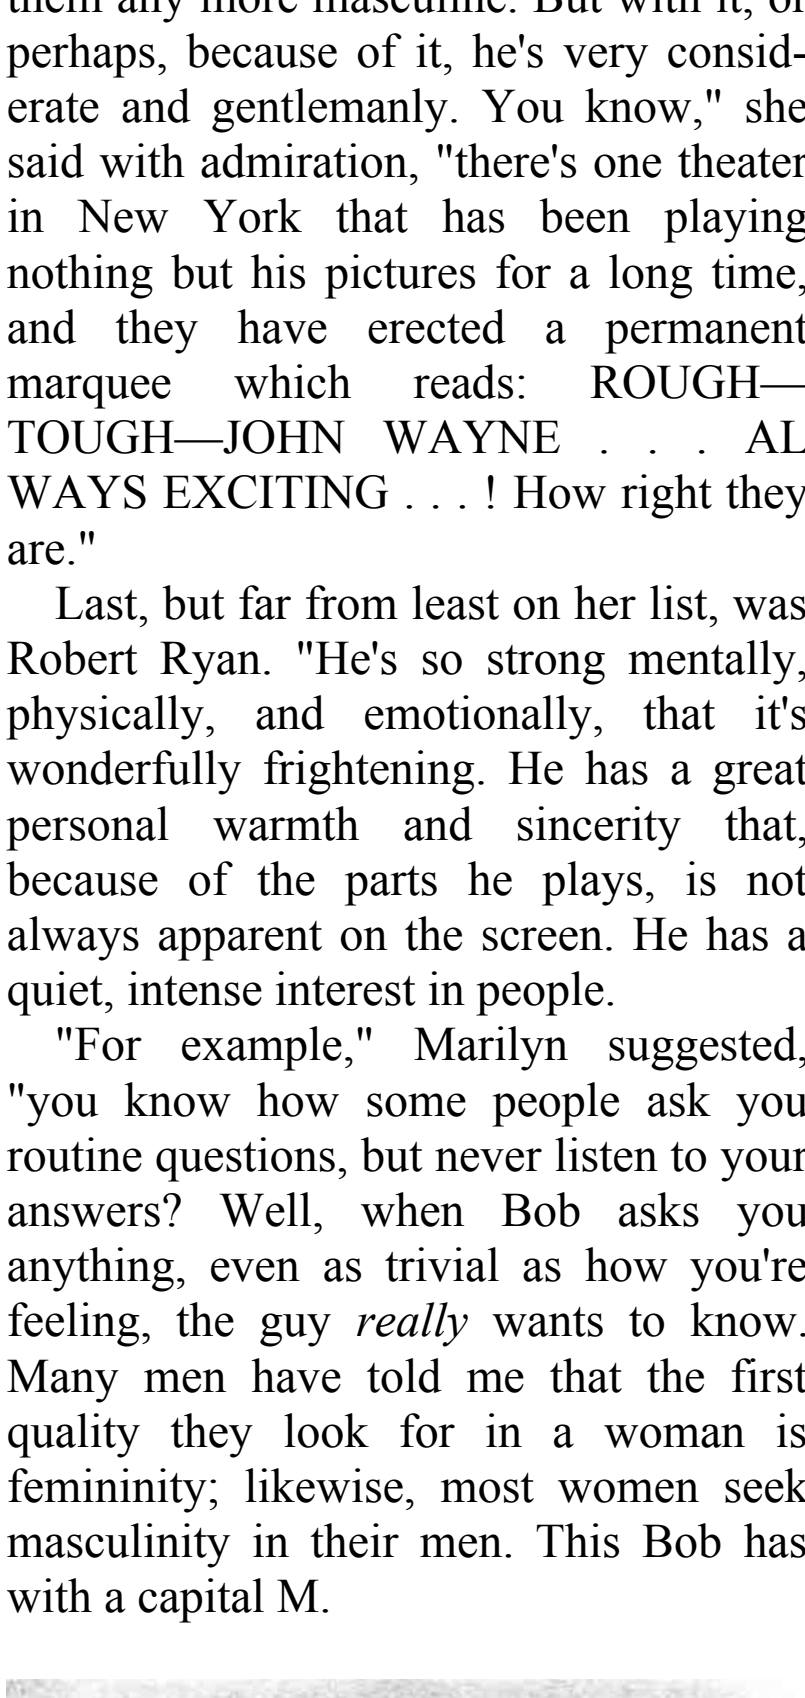 them any more masculine. But with it, or
perhaps, because of it, he's very consid-
erate and gentlemanly. You know," she
said with admiration, "there's one theater
in New York that has been playing
nothing but his pictures for a long time,
and they have erected a permanent
marquee which reads: ROUGH—
TOUGH—JOHN WAYNE . . . AL
WAYS EXCITING . . . ! How right they
are."
Last, but far from least on her list, was
Robert Ryan. "He's so strong mentally,
physically, and emotionally, that it's
wonderfully frightening. He has a great
personal warmth and sincerity that,
because of the parts he plays, is not
always apparent on the screen. He has a
quiet, intense interest in people.
"For example," Marilyn suggested,
"you know how some people ask you
routine questions, but never listen to your
answers? Well, when Bob asks you
anything, even as trivial as how you're
feeling, the guy really wants to know.
Many men have told me that the first
quality they look for in a woman is
femininity; likewise, most women seek
masculinity in their men. This Bob has
with a capital M.